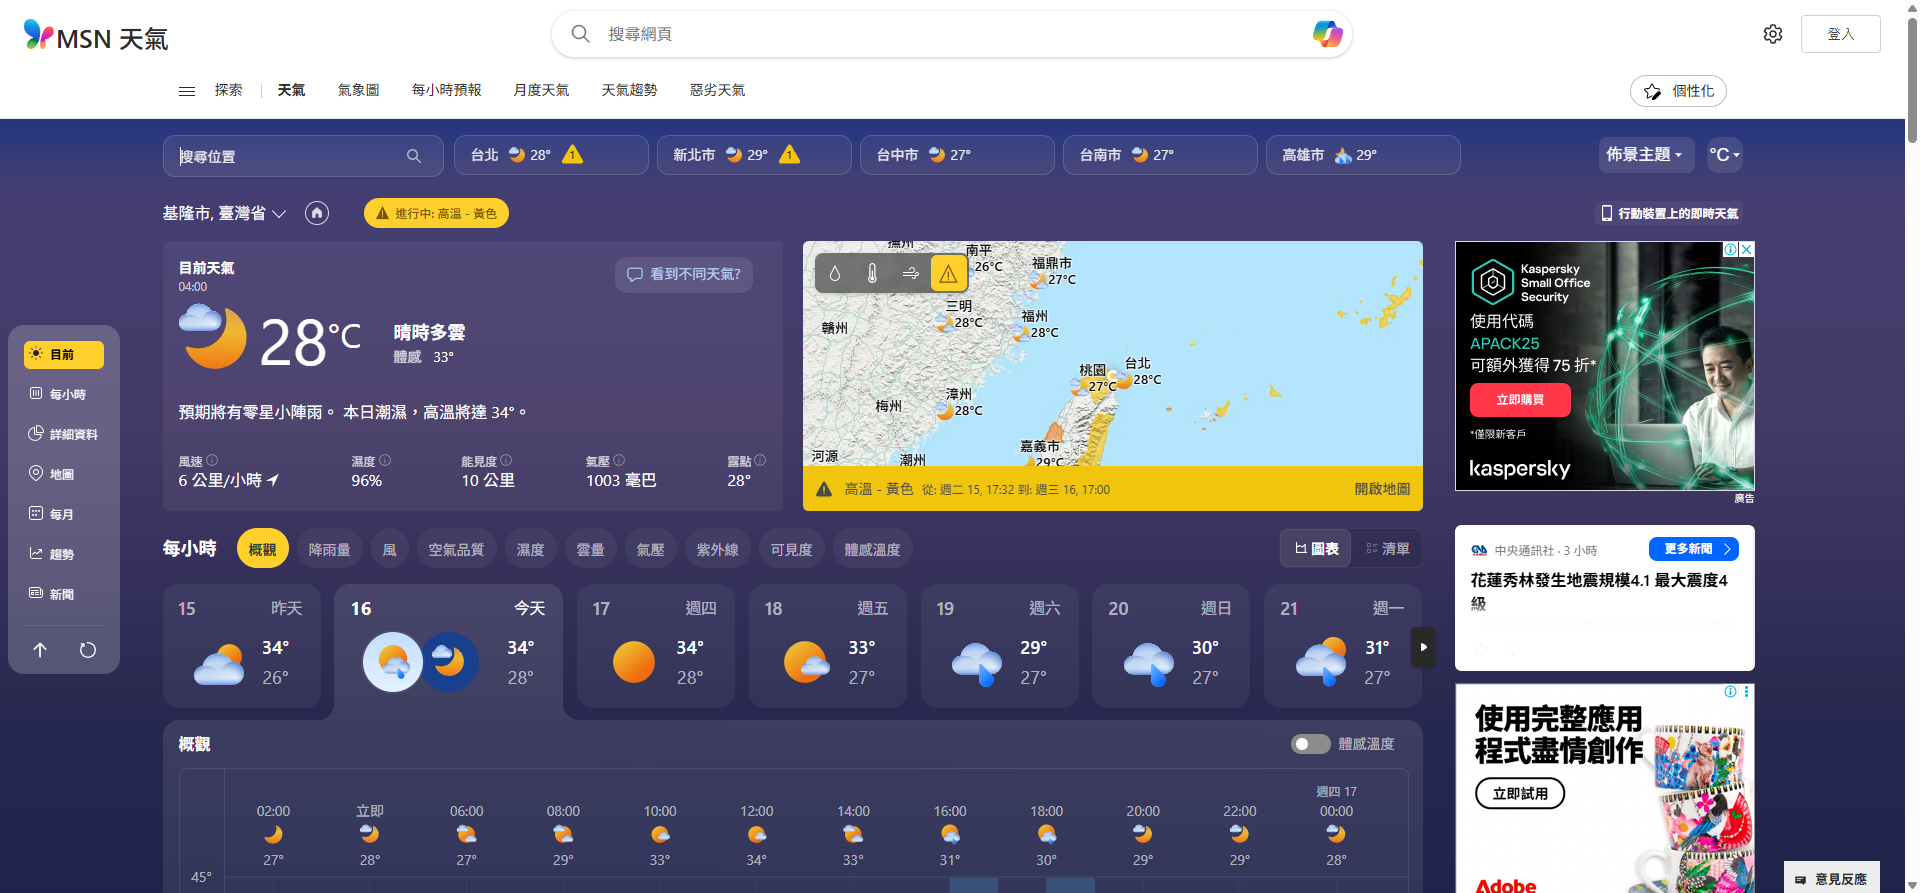 MSN 天氣
搜尋網頁
登入
探索
天氣
氣象圖
每小時預報
月度天氣
天氣趨勢
惡劣天氣
個性化
搜尋位置
台北 28° 1
新北市 29° 1
台中市 27°
台南市 27°
高雄市 29°
佈景主題
°C
基隆市, 臺灣省
進行中: 高溫 - 黃色
行動裝置上的即時天氣
目前
每小時
詳細資料
地圖
每月
趨勢
新聞
目前天氣
04:00
看到不同天氣?
28°C
晴時多雲
體感 33°
預期將有零星小陣雨。 本日潮濕，高溫將達 34°。
風速
6 公里/小時
濕度
96%
能見度
10 公里
氣壓
1003 毫巴
露點
28°
撫州
南平
26°C
福鼎市
27°C
三明
28°C
福州
28°C
贛州
台北
28°C
桃園
27°C
漳州
28°C
梅州
嘉義市
29°C
河源
潮州
高溫 - 黃色 從: 週二 15, 17:32 到: 週三 16, 17:00
開啟地圖
Kaspersky
Small Office
Security
使用代碼
APACK25
可額外獲得 75 折*
立即購買
*僅限新客戶
kaspersky
廣告
每小時
概觀
降雨量
風
空氣品質
濕度
雲量
氣壓
紫外線
可見度
體感溫度
圖表
清單
15 昨天
34°
26°
16 今天
34°
28°
17 週四
34°
28°
18 週五
33°
27°
19 週六
29°
27°
20 週日
30°
27°
21 週一
31°
27°
中央通訊社 · 3 小時
更多新聞
花蓮秀林發生地震規模4.1 最大震度4
級
概觀
體感溫度
週四 17
02:00 立即 06:00 08:00 10:00 12:00 14:00 16:00 18:00 20:00 22:00 00:00
27° 28° 27° 29° 33° 34° 33° 31° 30° 29° 29° 28°
45°
使用完整應用
程式盡情創作
立即試用
Adobe
意見反應